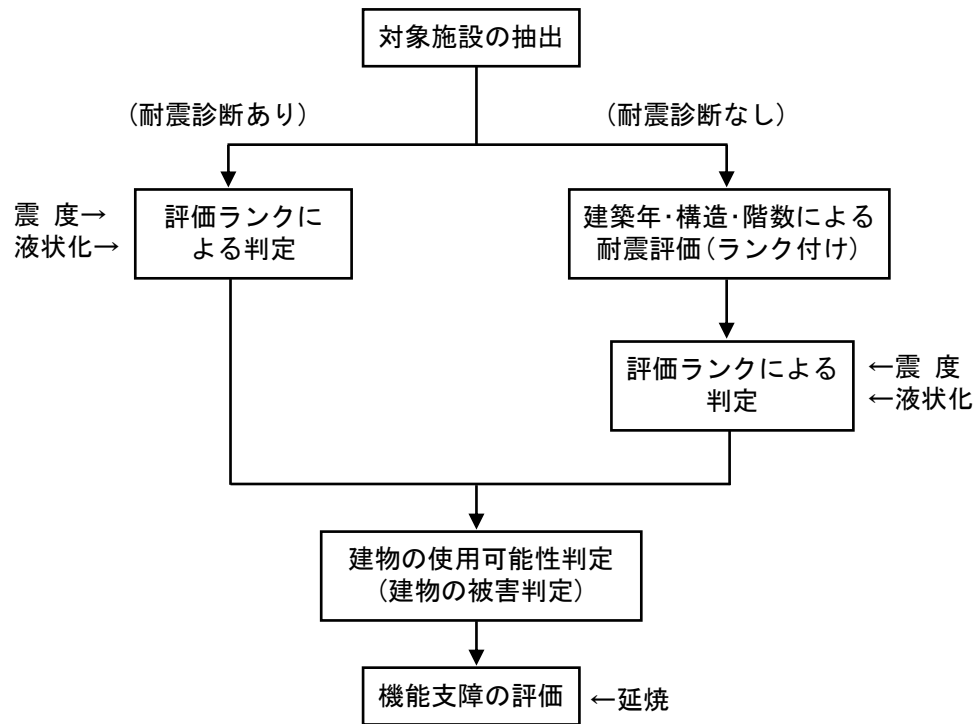 対象施設の抽出
(耐震診断あり)
(耐震診断なし)
震 度→
液状化→
評価ランクに
よる判定
建築年･構造･階数による
耐震評価(ランク付け)
評価ランクによる
判定
←震 度
←液状化
建物の使用可能性判定
(建物の被害判定)
機能支障の評価
←延焼